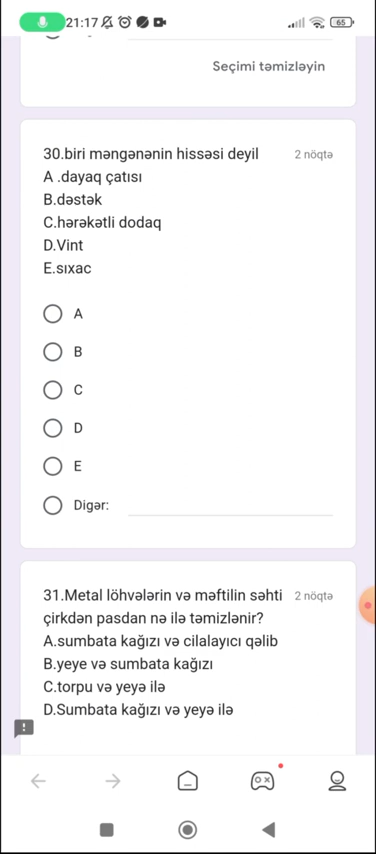 21:17
65
Seçimi təmizləyin
30.biri məngənənin hissəsi deyil
2 nöqtə
A .dayaq çatısı
B.dəstək
C.hərəkətli dodaq
D.Vint
E.sıxac
A
B
C
D
E
Digər:
31.Metal löhvələrin və məftilin səhti
2 nöqtə
çirkdən pasdan nə ilə təmizlənir?
A.sumbata kağızı və cilalayıcı qəlib
B.yeye və sumbata kağızı
C.torpu və yeyə ilə
D.Sumbata kağızı və yeyə ilə